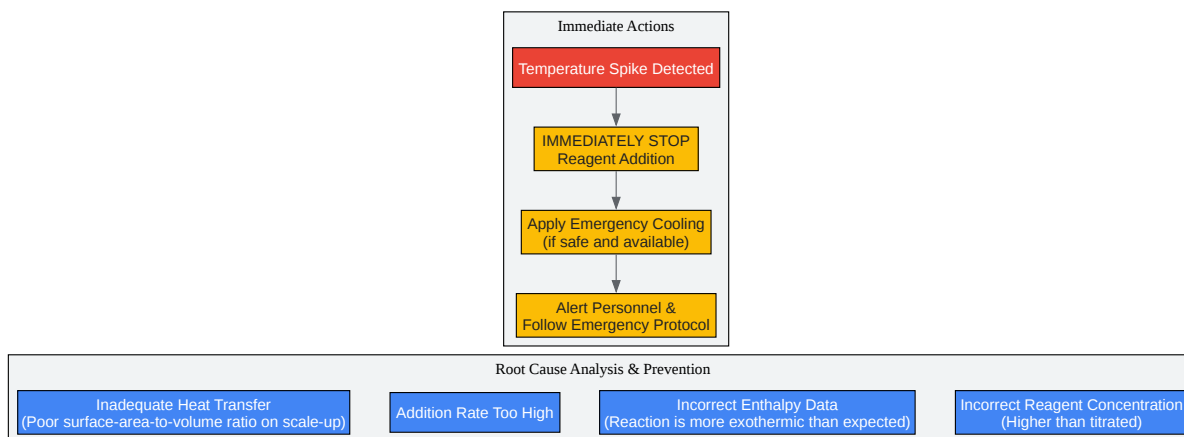 Immediate Actions
Temperature Spike Detected
IMMEDIATELY STOP
Reagent Addition
Apply Emergency Cooling
(if safe and available)
Alert Personnel &
Follow Emergency Protocol
Root Cause Analysis & Prevention
Inadequate Heat Transfer
(Poor surface-area-to-volume ratio on scale-up)
Addition Rate Too High
Incorrect Enthalpy Data
(Reaction is more exothermic than expected)
Incorrect Reagent Concentration
(Higher than titrated)